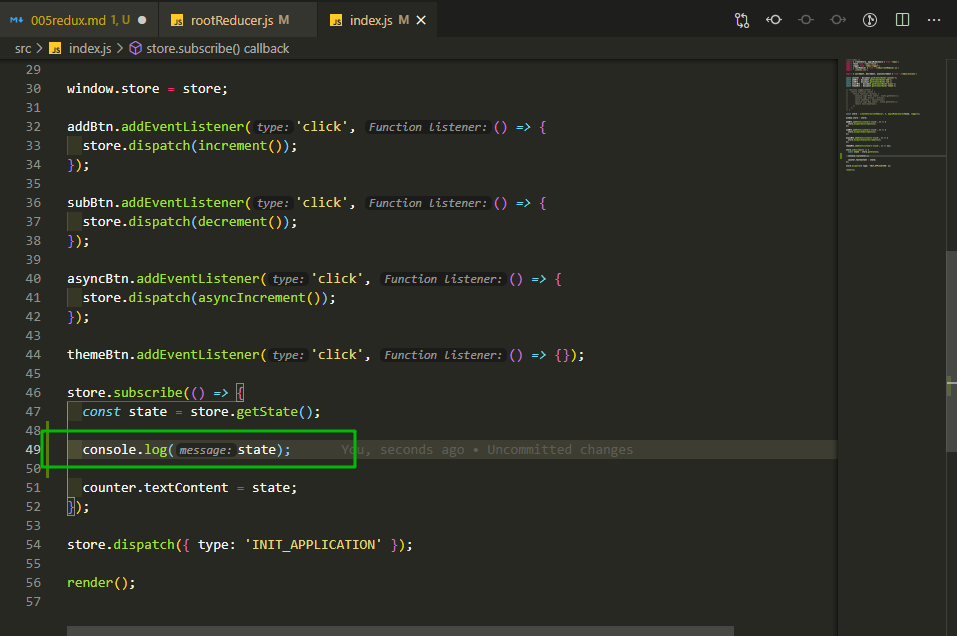 005redux.md 1, U
rootReducer.js M
index.js M
src > index.js > store.subscribe() callback
29
30 window.store = store;
31
32 addBtn.addEventListener( type: 'click', Function Listener: () => {
33 store.dispatch(increment());
34 });
35
36 subBtn.addEventListener( type: 'click', Function Listener: () => {
37 store.dispatch(decrement());
38 });
39
40 asyncBtn.addEventListener( type: 'click', Function Listener: () => {
41 store.dispatch(asyncIncrement());
42 });
43
44 themeBtn.addEventListener( type: 'click', Function Listener: () => {});
45
46 store.subscribe(() => {
47 const state = store.getState();
48
49 console.log( message: state); You, seconds ago • Uncommitted changes
50
51 counter.textContent = state;
52 });
53
54 store.dispatch({ type: 'INIT_APPLICATION' });
55
56 render();
57